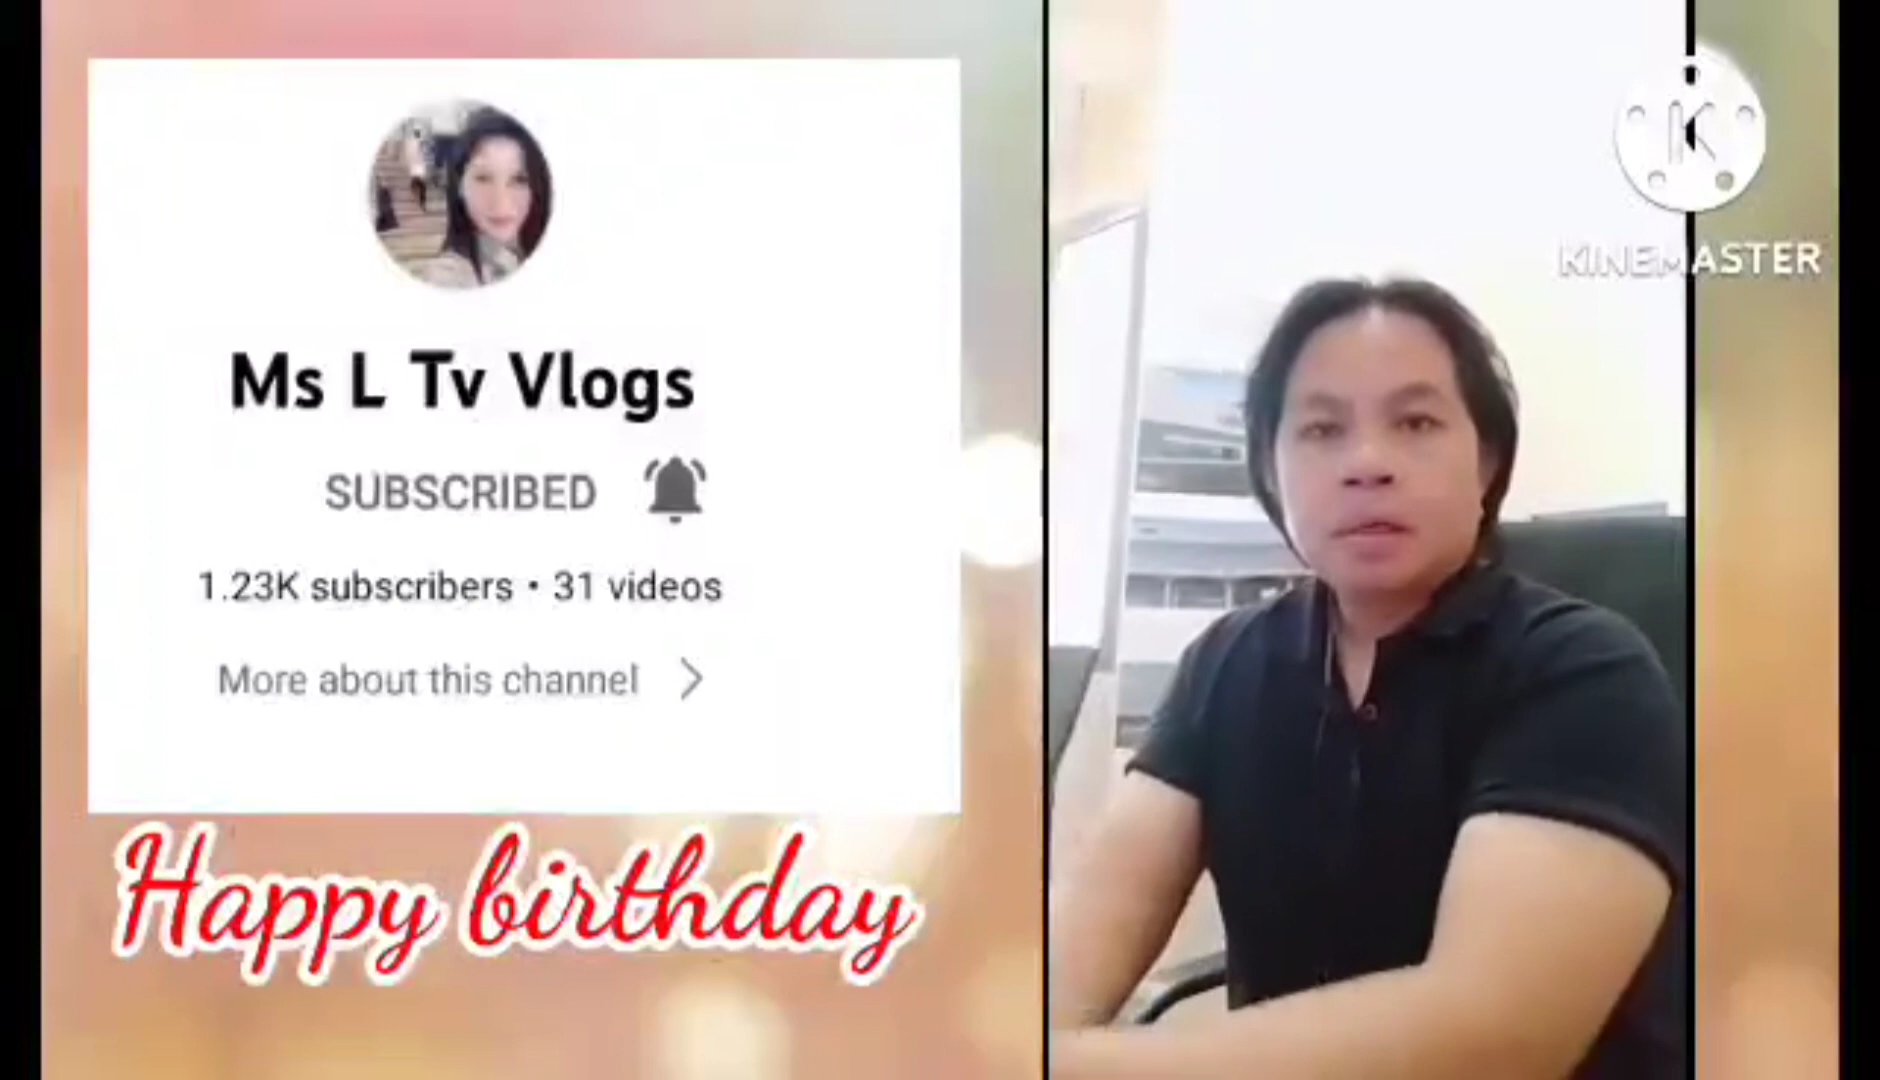 Ms L Tv Vlogs
SUBSCRIBED
1.23K subscribers • 31 videos
More about this channel
Happy birthday
K
KINEMASTER